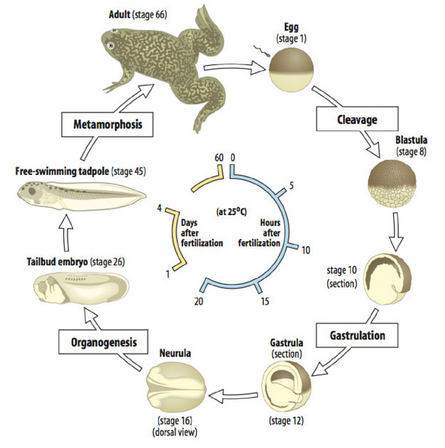 Adult (stage 66)
Egg
(stage 1)
Metamorphosis
Cleavage
Blastula
(stage 8)
Free-swimming tadpole (stage 45)
60
0
5
10
15
20
1
4
(at 25°C)
Days
after
fertilization
Hours
after
fertilization
Tailbud embryo (stage 26)
stage 10
(section)
Organogenesis
Gastrulation
Neurula
Gastrula
(section)
(stage 16)
(dorsal view)
(stage 12)